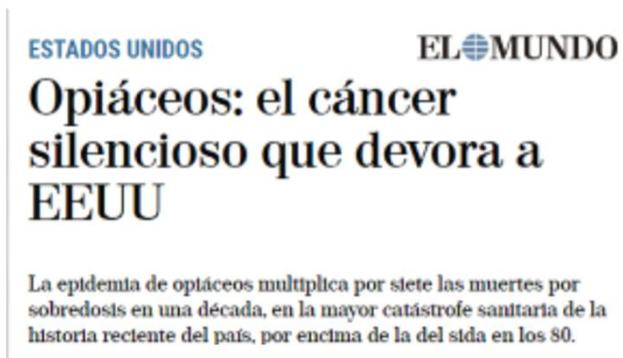 ESTADOS UNIDOS
EL MUNDO
Opiáceos: el cáncer
silencioso que devora a
EEUU
La epidemia de opiáceos multiplica por siete las muertes por
sobredosis en una década, en la mayor catástrofe sanitaria de la
historia reciente del país, por encima de la del sida en los 80.